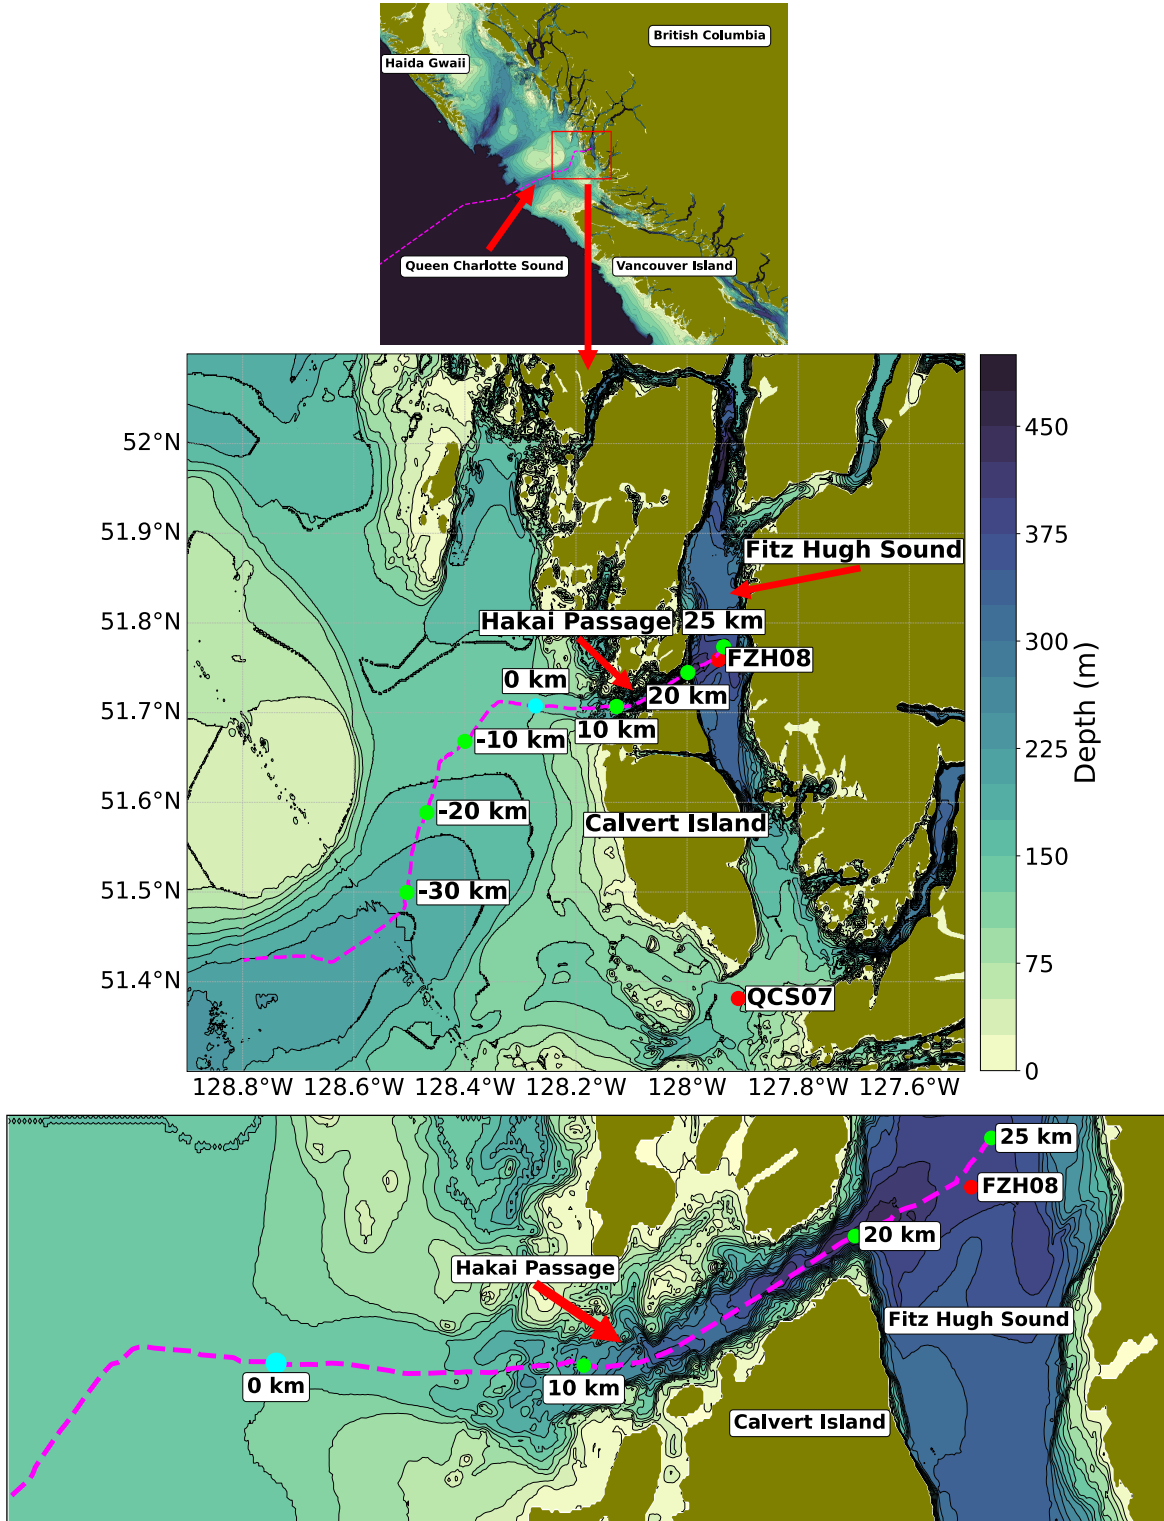 British Columbia
Haida Gwaii
Queen Charlotte Sound
Vancouver Island
52°N
51.9°N
51.8°N
51.7°N
51.6°N
51.5°N
51.4°N
Fitz Hugh Sound
Hakai Passage
25 km
FZH08
0 km
20 km
10 km
-10 km
-20 km
Calvert Island
-30 km
QCS07
128.8°W
128.6°W
128.4°W
128.2°W
128°W
127.8°W
127.6°W
450
375
300
225
150
75
0
Depth (m)
25 km
FZH08
20 km
Hakai Passage
Fitz Hugh Sound
0 km
10 km
Calvert Island